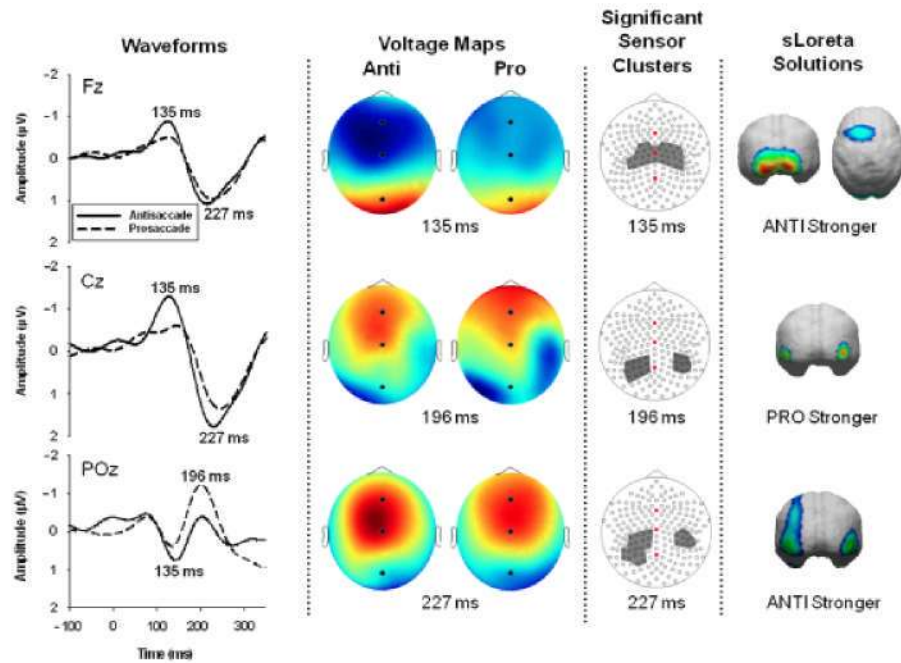 Waveforms
Voltage Maps
Anti Pro
Significant
Sensor
Clusters
sLoreta
Solutions
Fz
−2
−1
0
1
2
Amplitude (µV)
135 ms
227 ms
Antisaccade
Prosaccade
135 ms
135 ms
ANTI Stronger
Cz
−2
−1
0
1
2
Amplitude (µV)
135 ms
227 ms
196 ms
196 ms
PRO Stronger
POz
−2
−1
0
1
2
Amplitude (µV)
196 ms
135 ms
−100 0 100 200 300
Time (ms)
227 ms
227 ms
ANTI Stronger